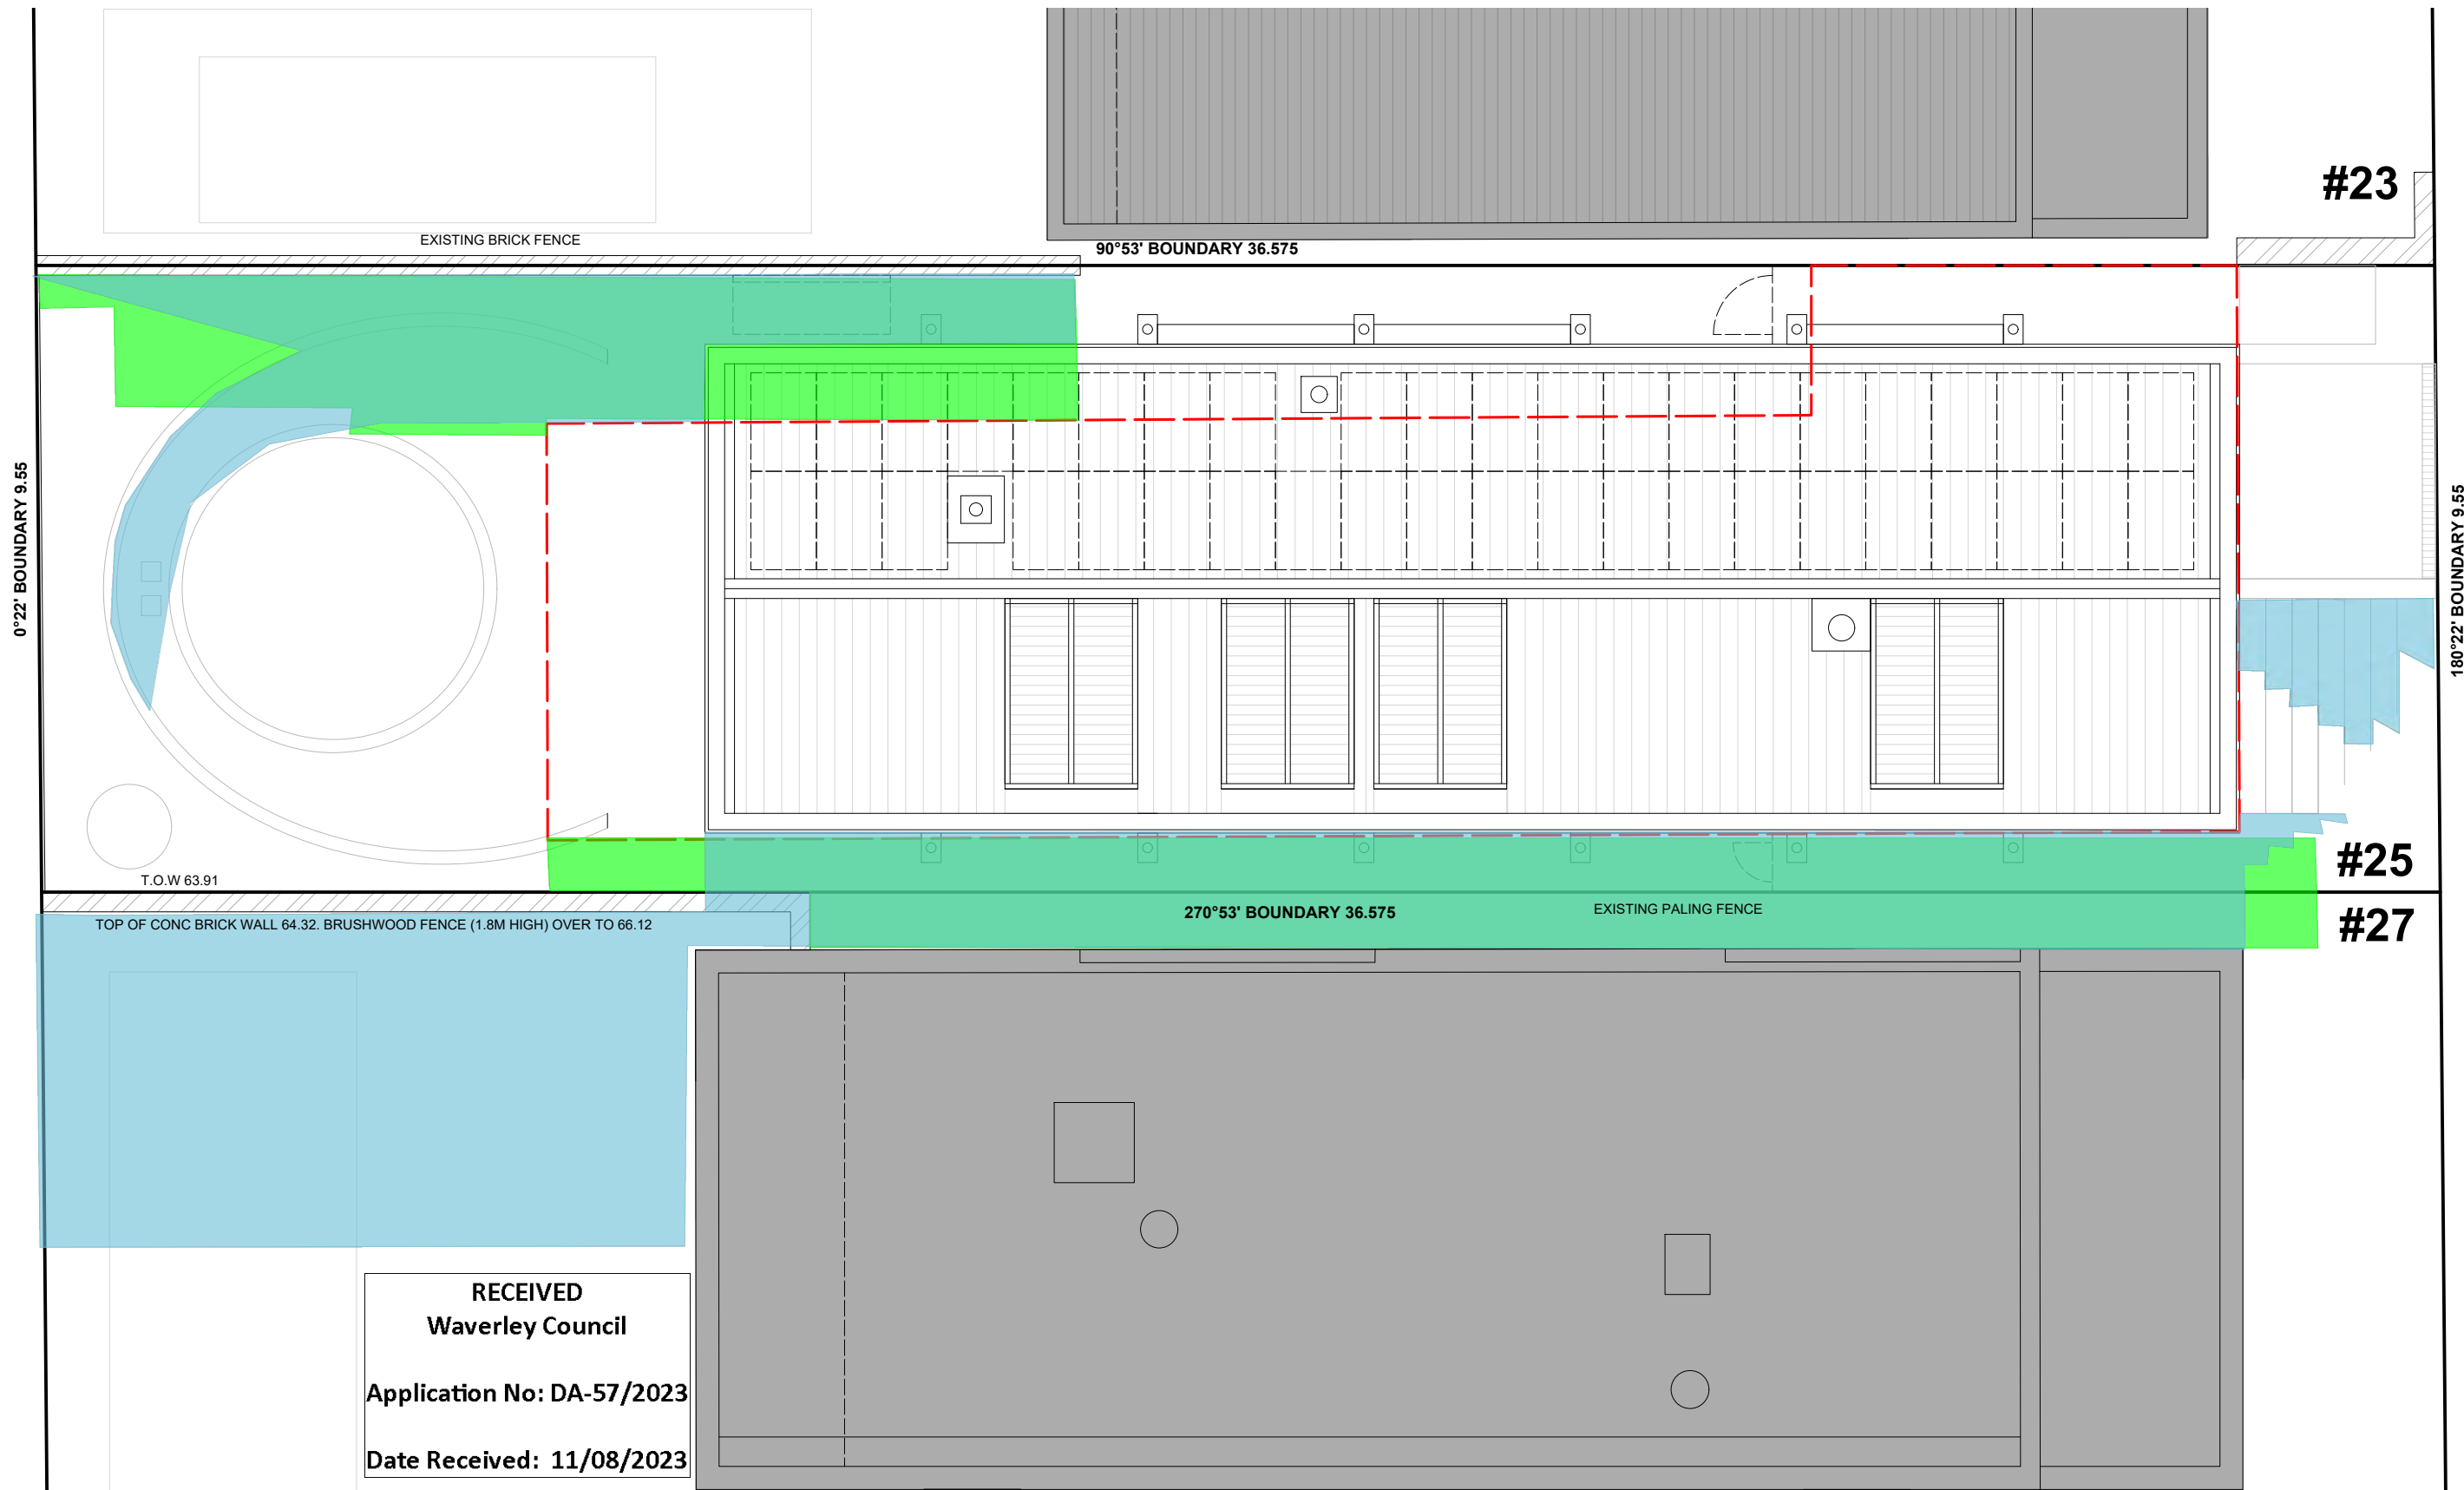 #23
EXISTING BRICK FENCE
90°53' BOUNDARY 36.575
0°22' BOUNDARY 9.55
180°22' BOUNDARY 9.55
T.O.W 63.91
#25
TOP OF CONC BRICK WALL 64.32. BRUSHWOOD FENCE (1.8M HIGH) OVER TO 66.12
270°53' BOUNDARY 36.575
EXISTING PALING FENCE
#27
RECEIVED
Waverley Council
Application No: DA-57/2023
Date Received: 11/08/2023